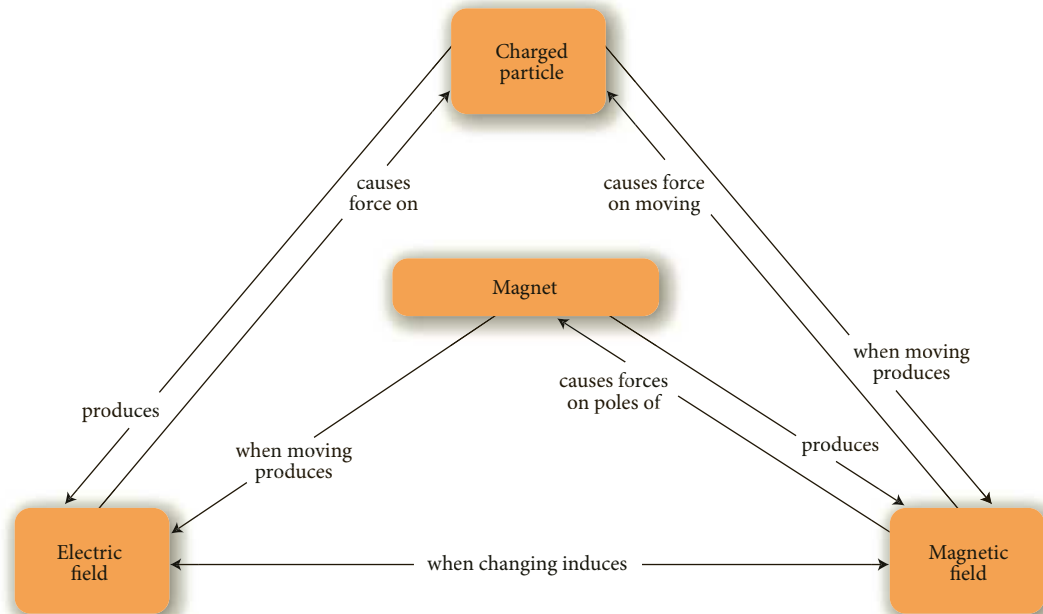 Charged
particle
causes
force on
causes force
on moving
Magnet
when moving
produces
causes forces
on poles of
produces
when moving
produces
produces
Electric
field
when changing induces
Magnetic
field